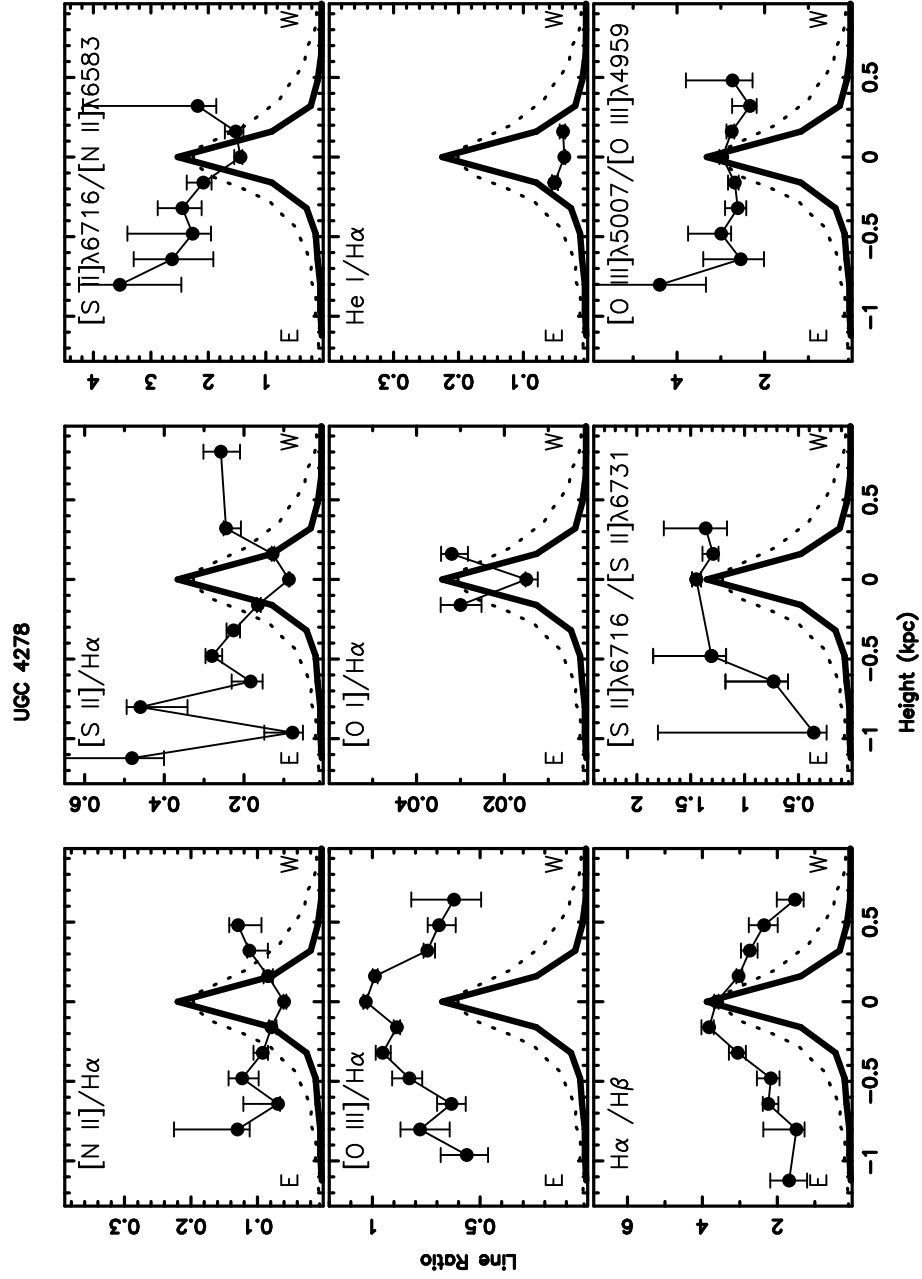 UGC 4278
[N II]/Hα
0.3
0.2
0.1
E
W
[S II]/Hα
0.6
0.4
0.2
E
W
[S II]λ6716/[N II]λ6583
4
3
2
1
E
W
Line Ratio
[O III]/Hα
1
0.5
E
W
[O I]/Hα
0.04
0.02
E
W
He I/Hα
0.3
0.2
0.1
E
W
Hα /Hβ
6
4
2
E
W
-1 -0.5 0 0.5
[S II]λ6716 /[S II]λ6731
2
1.5
1
0.5
E
W
-1 -0.5 0 0.5
[O III]λ5007/[O III]λ4959
4
2
E
W
-1 -0.5 0 0.5
Height (kpc)